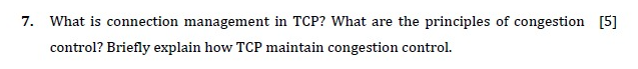 7. What is connection management in TCP? What are the principles of congestion [5]
control? Briefly explain how TCP maintain congestion control.